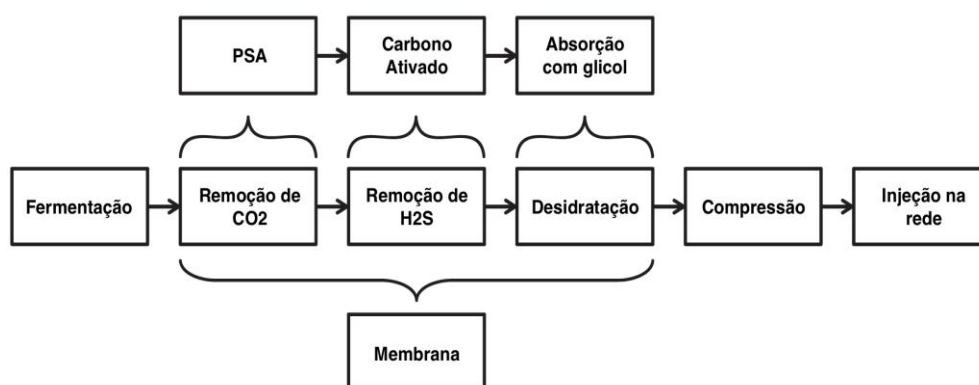 PSA
Carbono
Ativado
Absorção
com glicol
Fermentação
Remoção de
CO2
Remoção de
H2S
Desidratação
Compressão
Injeção na
rede
Membrana